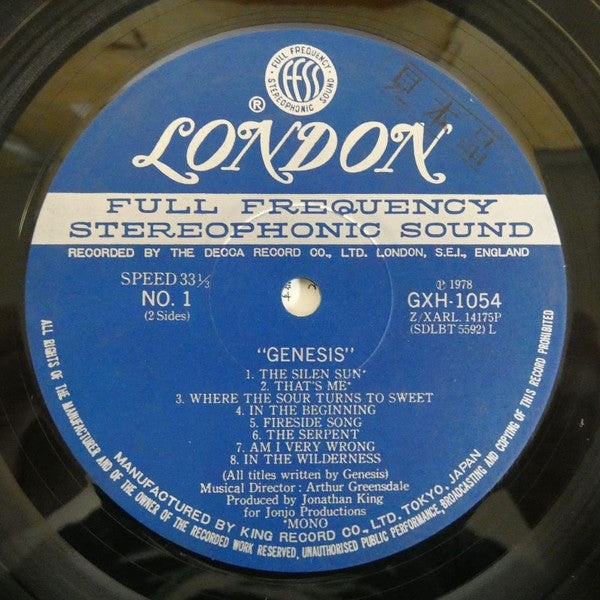 FULL FREQUENCY
ffss
STEREOPHONIC SOUND
®
LONDON
見本品
FULL FREQUENCY
STEREOPHONIC SOUND
RECORDED BY THE DECCA RECORD CO., LTD. LONDON, S.E.I., ENGLAND
SPEED 33⅓
NO. 1
(2 Sides)
℗ 1978
GXH-1054
Z/XARL. 14175P
(SDLBT 5592) L
"GENESIS"
1. THE SILEN SUN*
2. THAT'S ME*
3. WHERE THE SOUR TURNS TO SWEET
4. IN THE BEGINNING
5. FIRESIDE SONG
6. THE SERPENT
7. AM I VERY WRONG
8. IN THE WILDERNESS
(All titles written by Genesis)
Musical Director : Arthur Greensdale
Produced by Jonathan King
for Jonjo Productions
*MONO
MANUFACTURED BY KING RECORD CO., LTD. TOKYO, JAPAN
ALL RIGHTS OF THE MANUFACTURER AND OF THE OWNER OF THE RECORDED WORK RESERVED, UNAUTHORISED PUBLIC PERFORMANCE, BROADCASTING AND COPYING OF THIS RECORD PROHIBITED